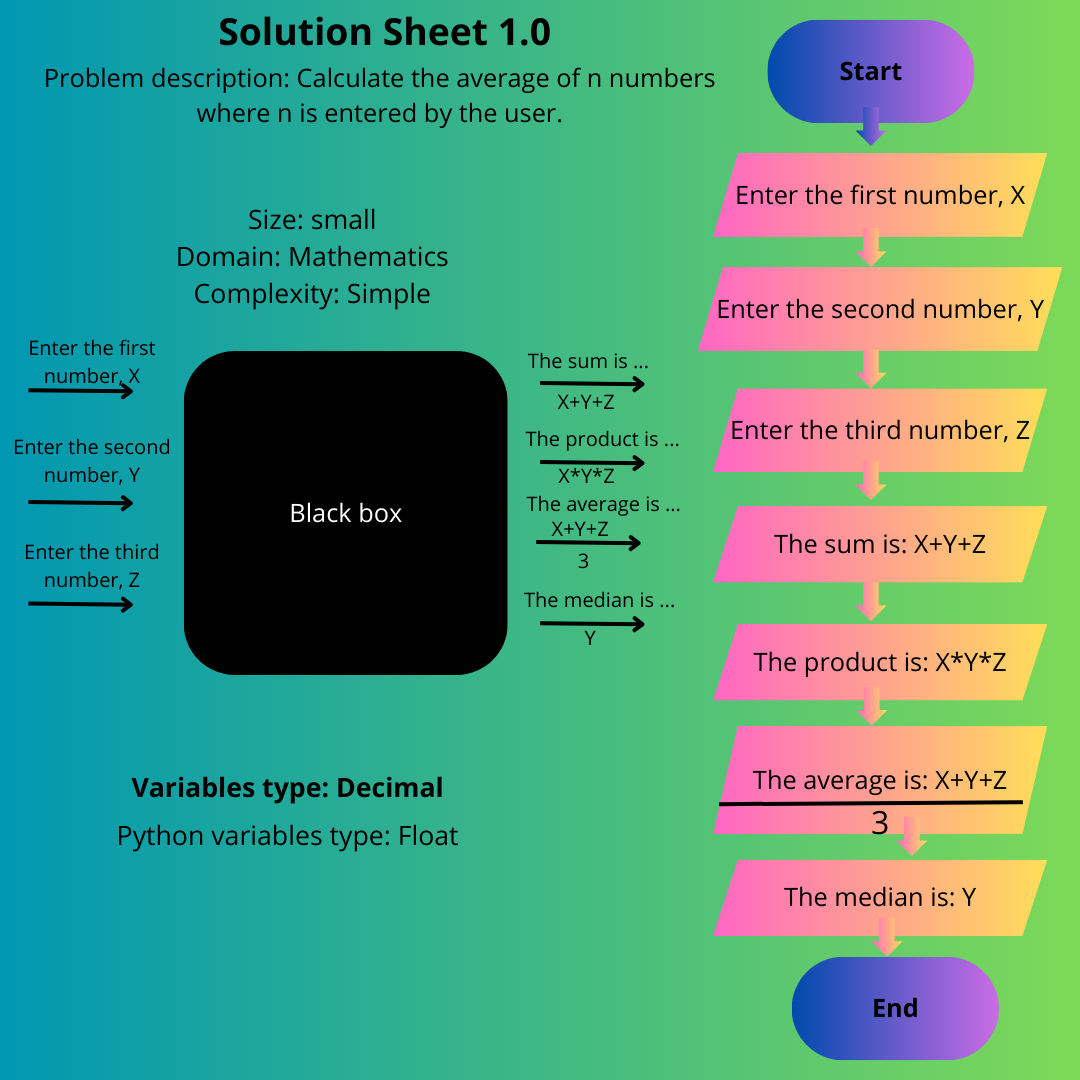 Solution Sheet 1.0
Problem description: Calculate the average of n numbers
where n is entered by the user.
Size: small
Domain: Mathematics
Complexity: Simple
Enter the first
number, X
Enter the second
number, Y
Enter the third
number, Z
Black box
The sum is ...
X+Y+Z
The product is ...
X*Y*Z
The average is ...
X+Y+Z
3
The median is ...
Y
Variables type: Decimal
Python variables type: Float
Start
Enter the first number, X
Enter the second number, Y
Enter the third number, Z
The sum is: X+Y+Z
The product is: X*Y*Z
The average is: X+Y+Z
3
The median is: Y
End